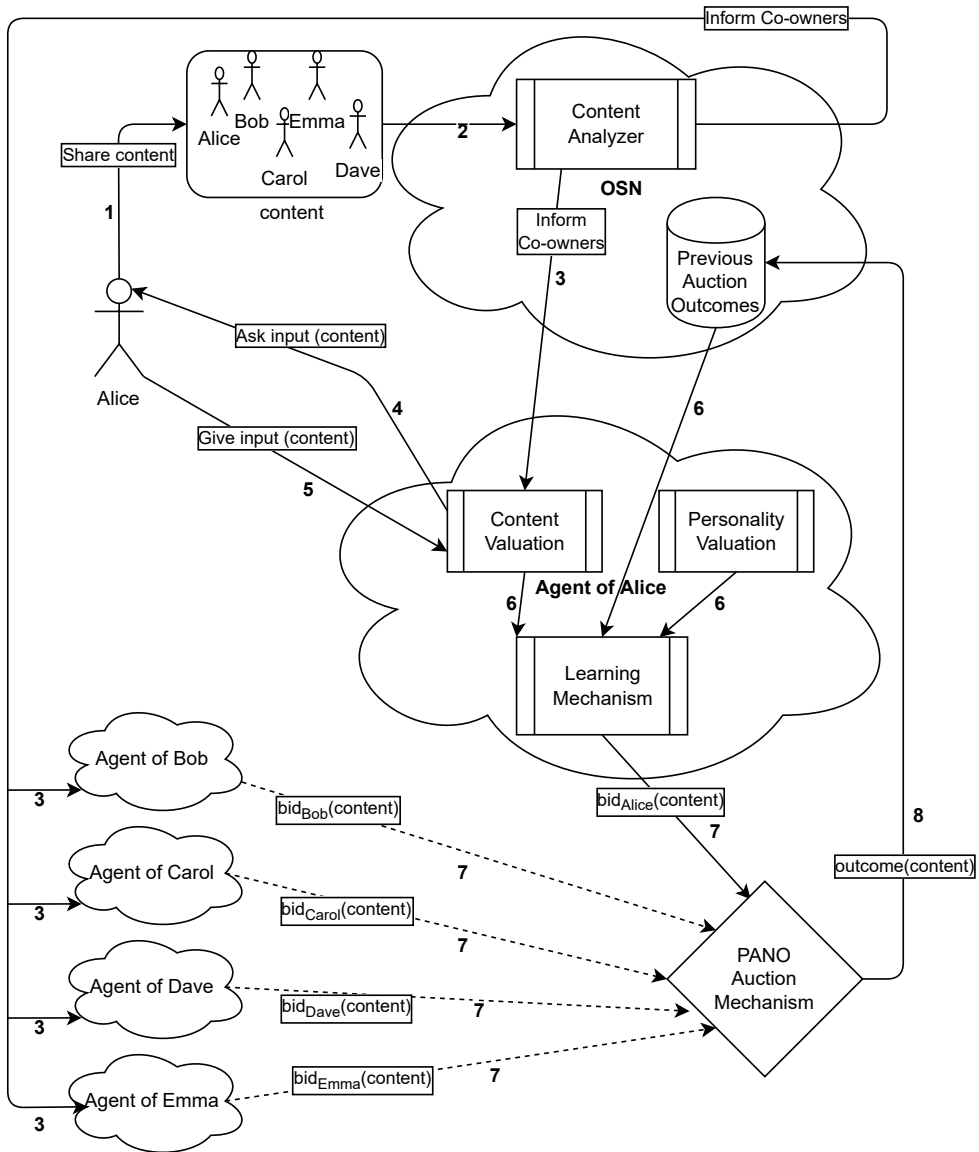 Inform Co-owners
Alice
Bob
Emma
Carol
Dave
content
2
Content
Analyzer
OSN
Share content
1
Inform
Co-owners
3
Previous
Auction
Outcomes
Ask input (content)
Alice
4
6
Give input (content)
5
Content
Valuation
Personality
Valuation
Agent of Alice
6
6
Learning
Mechanism
Agent of Bob
3
bidBob(content)
7
bidAlice(content)
7
8
outcome(content)
Agent of Carol
3
bidCarol(content)
7
PANO
Auction
Mechanism
Agent of Dave
3
bidDave(content)
7
Agent of Emma
3
bidEmma(content)
7